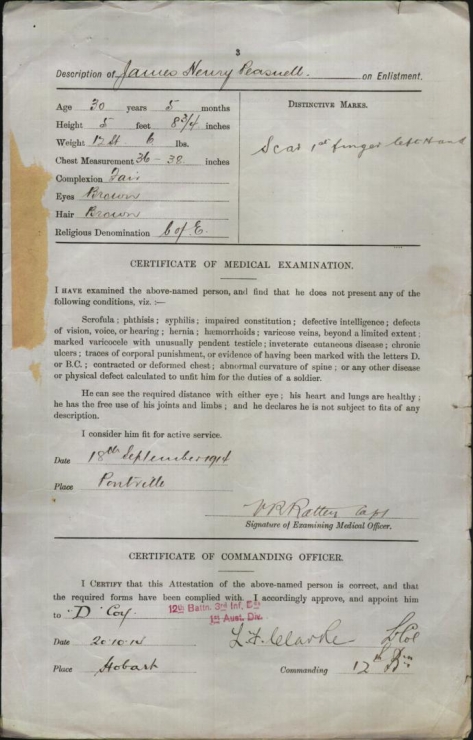 3
Description of James Henry Peasnell on Enlistment.
Age 30 years 5 months
Height 5 feet 8 3/4 inches
Weight 12 St. 6 lbs.
Chest Measurement 36 – 38 inches
Complexion Fair
Eyes Brown
Hair Brown
Religious Denomination C of E.
DISTINCTIVE MARKS.
Scar 1st finger left Hand
CERTIFICATE OF MEDICAL EXAMINATION.
I HAVE examined the above-named person, and find that he does not present any of the
following conditions, viz. :—
Scrofula ; phthisis ; syphilis ; impaired constitution ; defective intelligence ; defects
of vision, voice, or hearing ; hernia ; hæmorrhoids ; varicose veins, beyond a limited extent ;
marked varicocele with unusually pendent testicle ; inveterate cutaneous disease ; chronic
ulcers ; traces of corporal punishment, or evidence of having been marked with the letters D.
or B.C. ; contracted or deformed chest ; abnormal curvature of spine ; or any other disease
or physical defect calculated to unfit him for the duties of a soldier.
He can see the required distance with either eye ; his heart and lungs are healthy ;
he has the free use of his joints and limbs ; and he declares he is not subject to fits of any
description.
I consider him fit for active service.
Date 18th September 1914
Place Pontville
V R Ratten Capt
Signature of Examining Medical Officer.
CERTIFICATE OF COMMANDING OFFICER.
I CERTIFY that this Attestation of the above-named person is correct, and that
the required forms have been complied with. I accordingly approve, and appoint him
to "D" Coy. 12th Battn. 3rd Inf. Bde
1st Aust. Div.
Date 20.10.14 L.F. Clarke L Col
Place Hobart Commanding 12th Bn